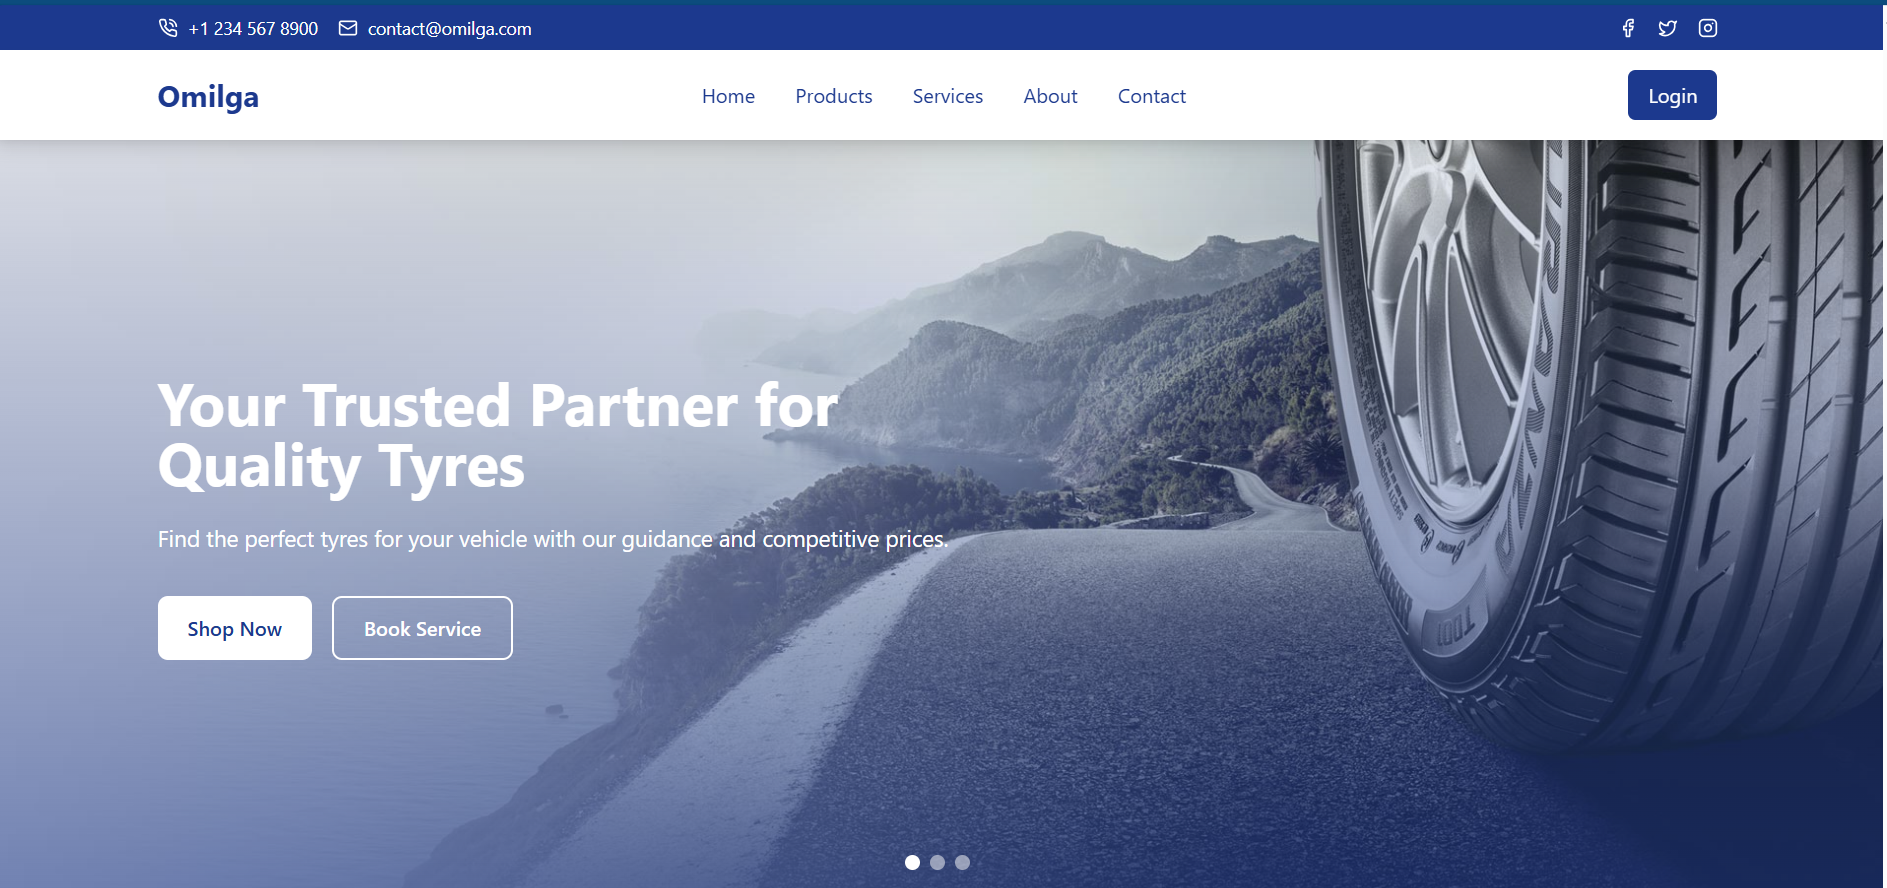 +1 234 567 8900 contact@omilga.com
Omilga Home Products Services About Contact Login
Your Trusted Partner for
Quality Tyres
Find the perfect tyres for your vehicle with our guidance and competitive prices.
Shop Now Book Service